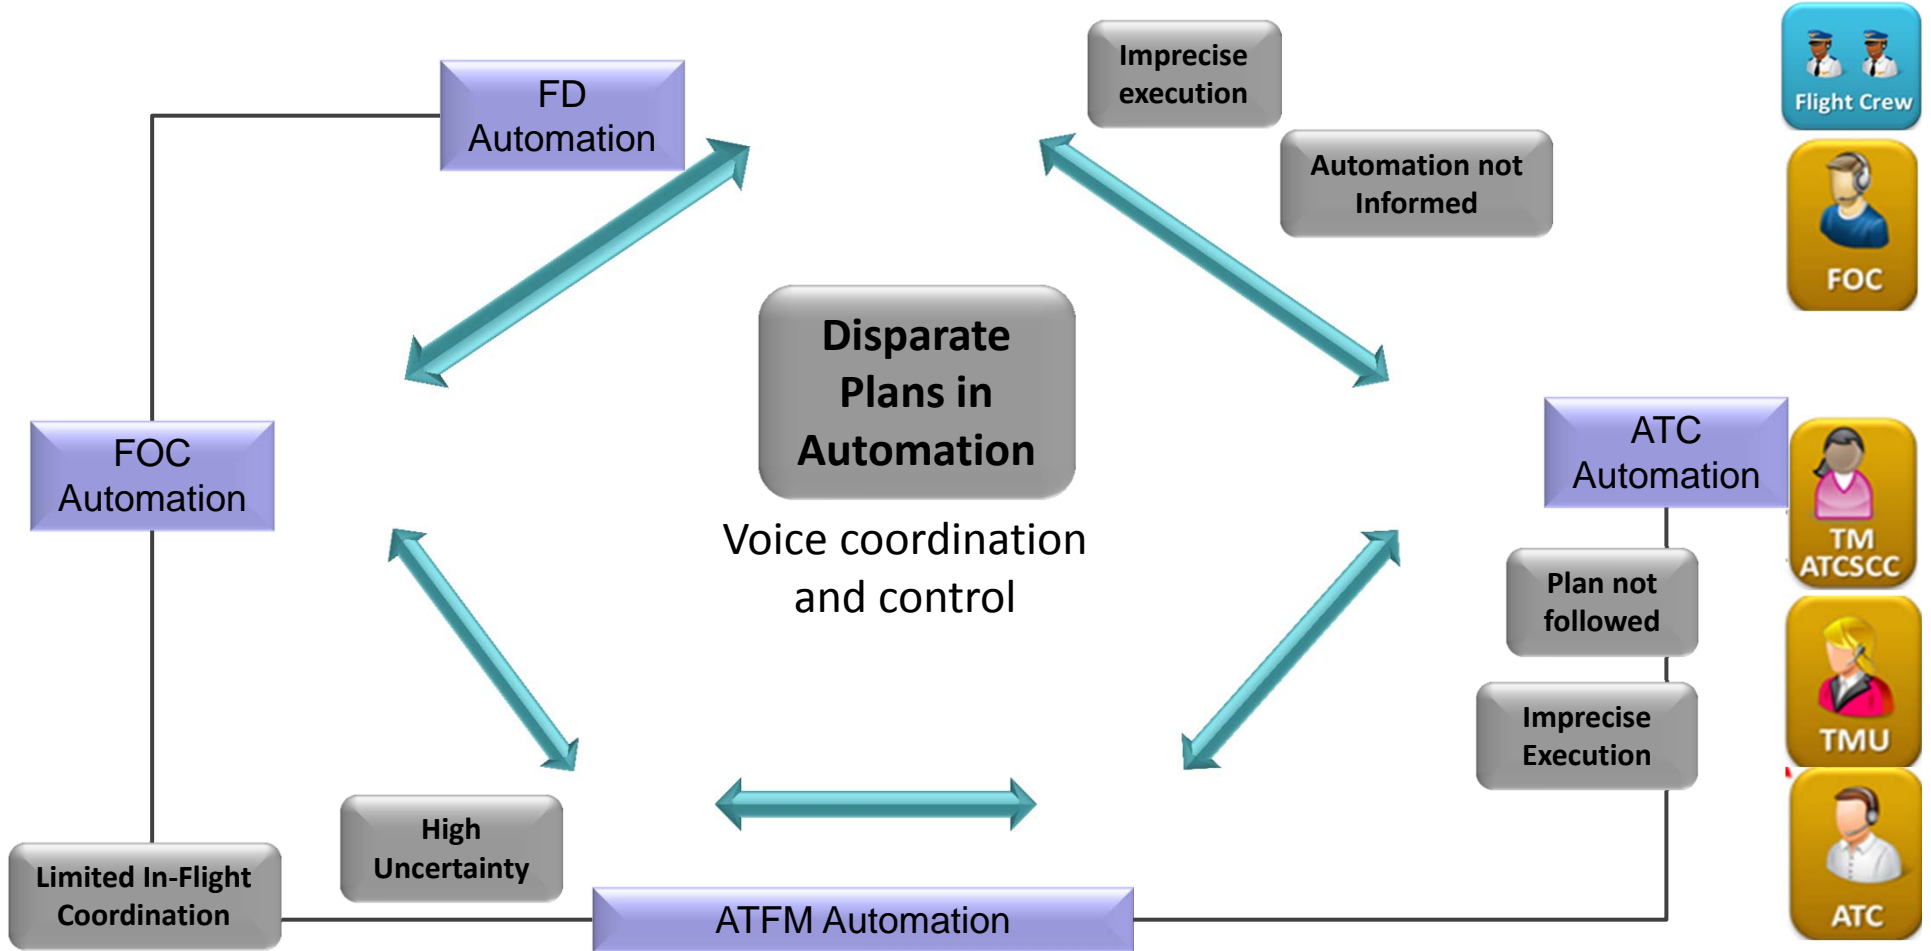 Imprecise
execution
Flight Crew
FD
Automation
Automation not
Informed
FOC
Disparate
Plans in
Automation
FOC
Automation
ATC
Automation
Voice coordination
and control
TM
ATCSCC
Plan not
followed
Imprecise
Execution
TMU
High
Uncertainty
Limited In-Flight
Coordination
ATFM Automation
ATC